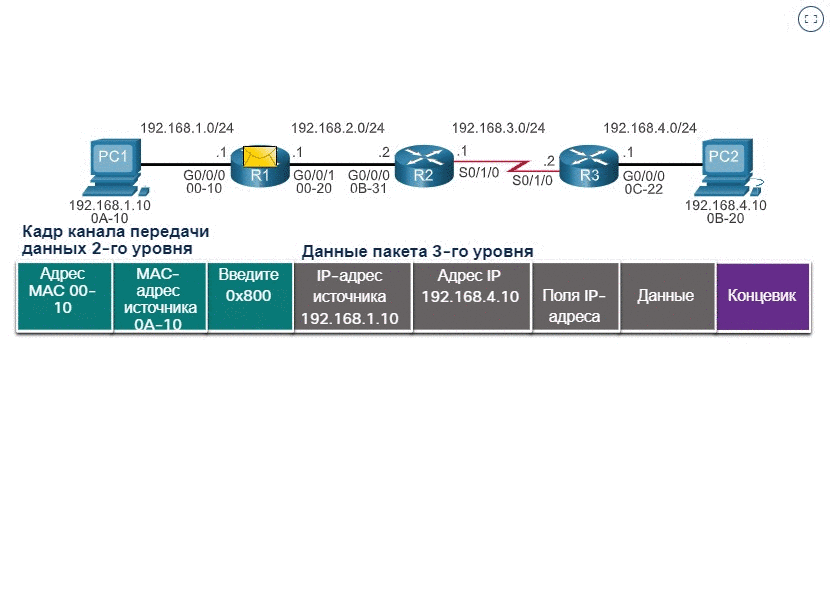 192.168.1.0/24
192.168.2.0/24
192.168.3.0/24
192.168.4.0/24
PC1
.1
R1
.1
.2
R2
.1
.2
R3
.1
PC2
G0/0/0
00-10
G0/0/1
00-20
G0/0/0
0B-31
S0/1/0
S0/1/0
G0/0/0
0C-22
192.168.1.10
0A-10
192.168.4.10
0B-20
Кадр канала передачи
данных 2-го уровня
Данные пакета 3-го уровня
Адрес
MAC 00-
10
MAC-
адрес
источника
0A-10
Введите
0x800
IP-адрес
источника
192.168.1.10
Адрес IP
192.168.4.10
Поля IP-
адреса
Данные
Концевик